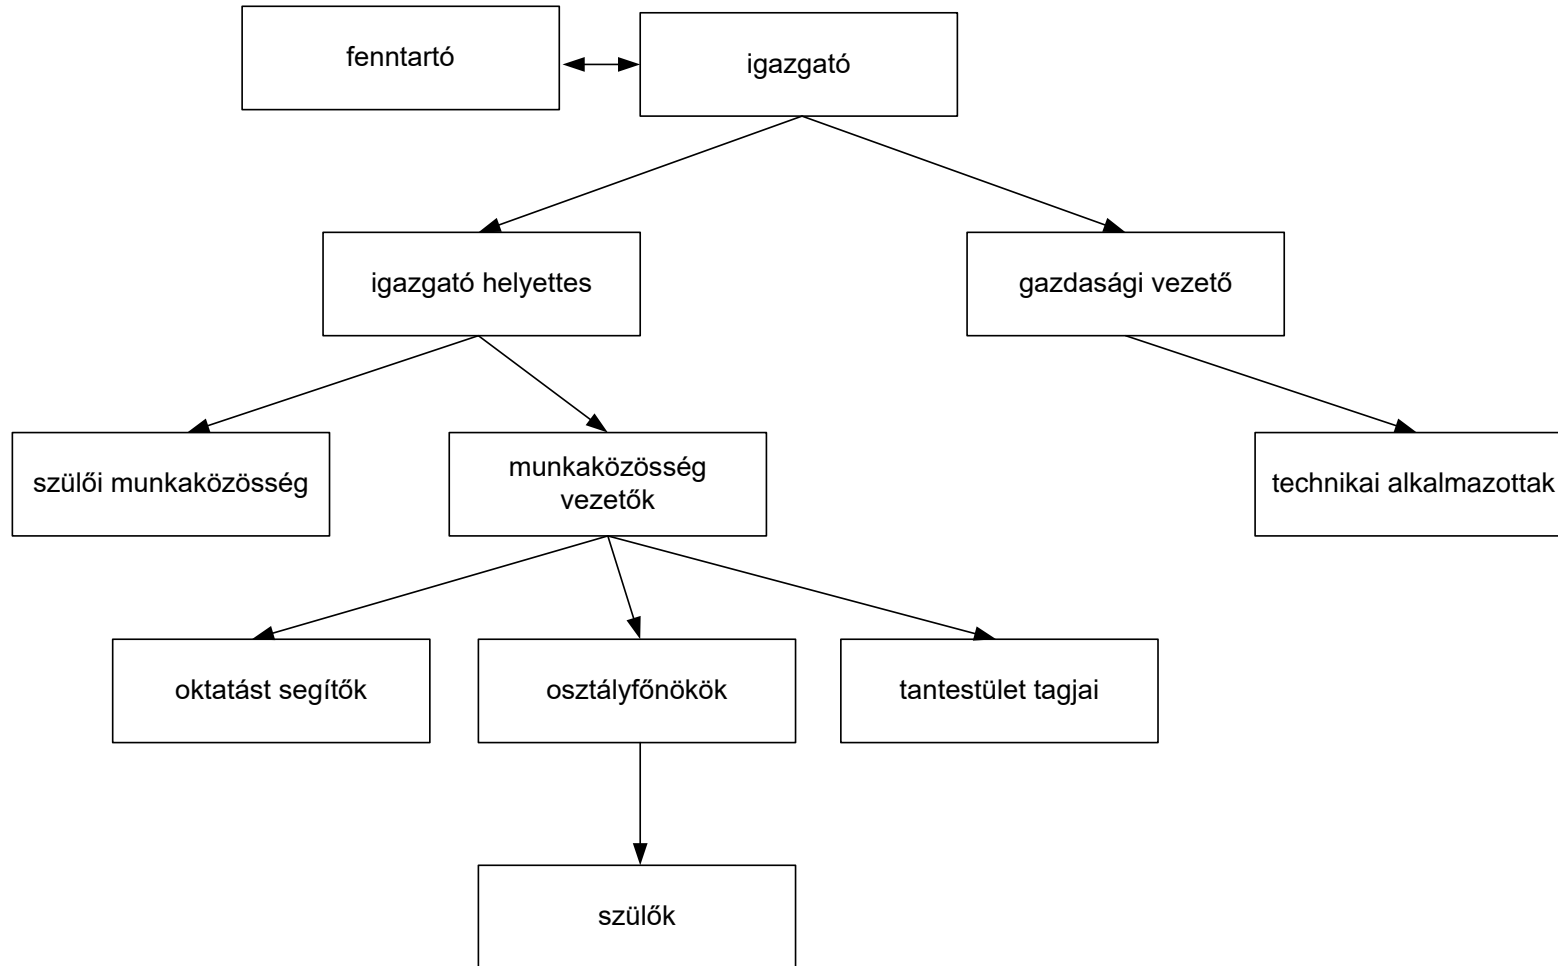 fenntartó
igazgató
igazgató helyettes
gazdasági vezető
szülői munkaközösség
munkaközösség
vezetők
technikai alkalmazottak
oktatást segítők
osztályfőnökök
tantestület tagjai
szülők